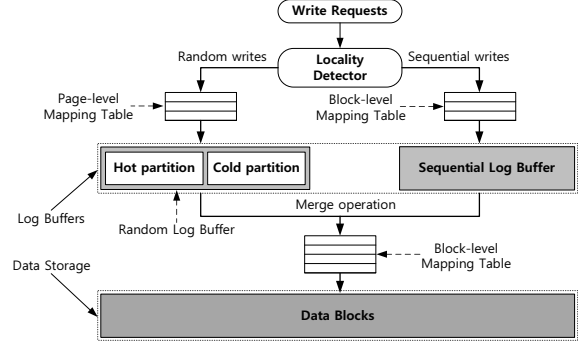 Write Requests
Random writes
Locality
Detector
Sequential writes
Page-level
Mapping Table
Block-level
Mapping Table
Hot partition
Cold partition
Sequential Log Buffer
Log Buffers
Random Log Buffer
Merge operation
Data Storage
Block-level
Mapping Table
Data Blocks